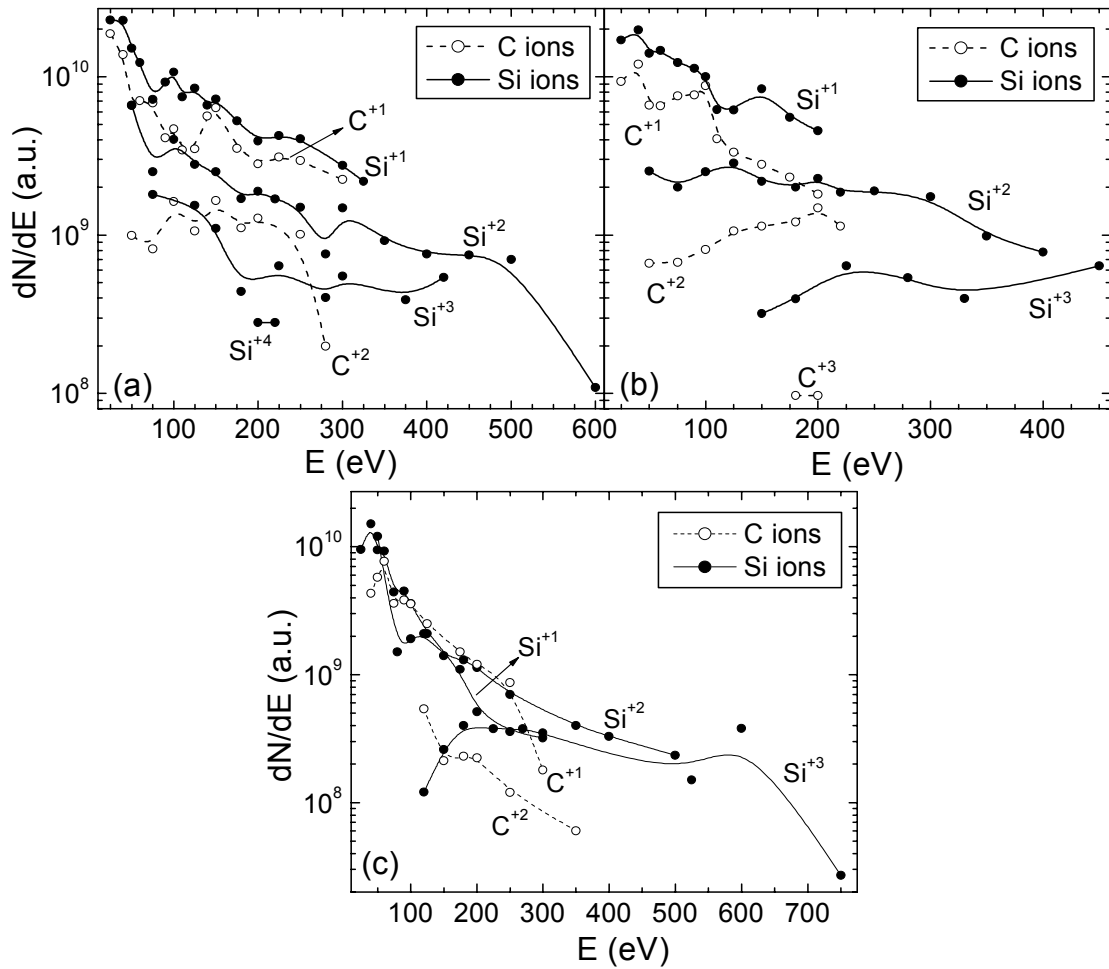 C ions
Si ions
C+1
Si+1
Si+2
Si+3
Si+4
C+2
(a)
10^10
10^9
10^8
dN/dE (a.u.)
100 200 300 400 500 600
E (eV)
C ions
Si ions
Si+1
C+1
Si+2
C+2
Si+3
C+3
(b)
100 200 300 400
E (eV)
C ions
Si ions
Si+1
Si+2
C+1
Si+3
C+2
(c)
10^10
10^9
10^8
dN/dE (a.u.)
100 200 300 400 500 600 700
E (eV)